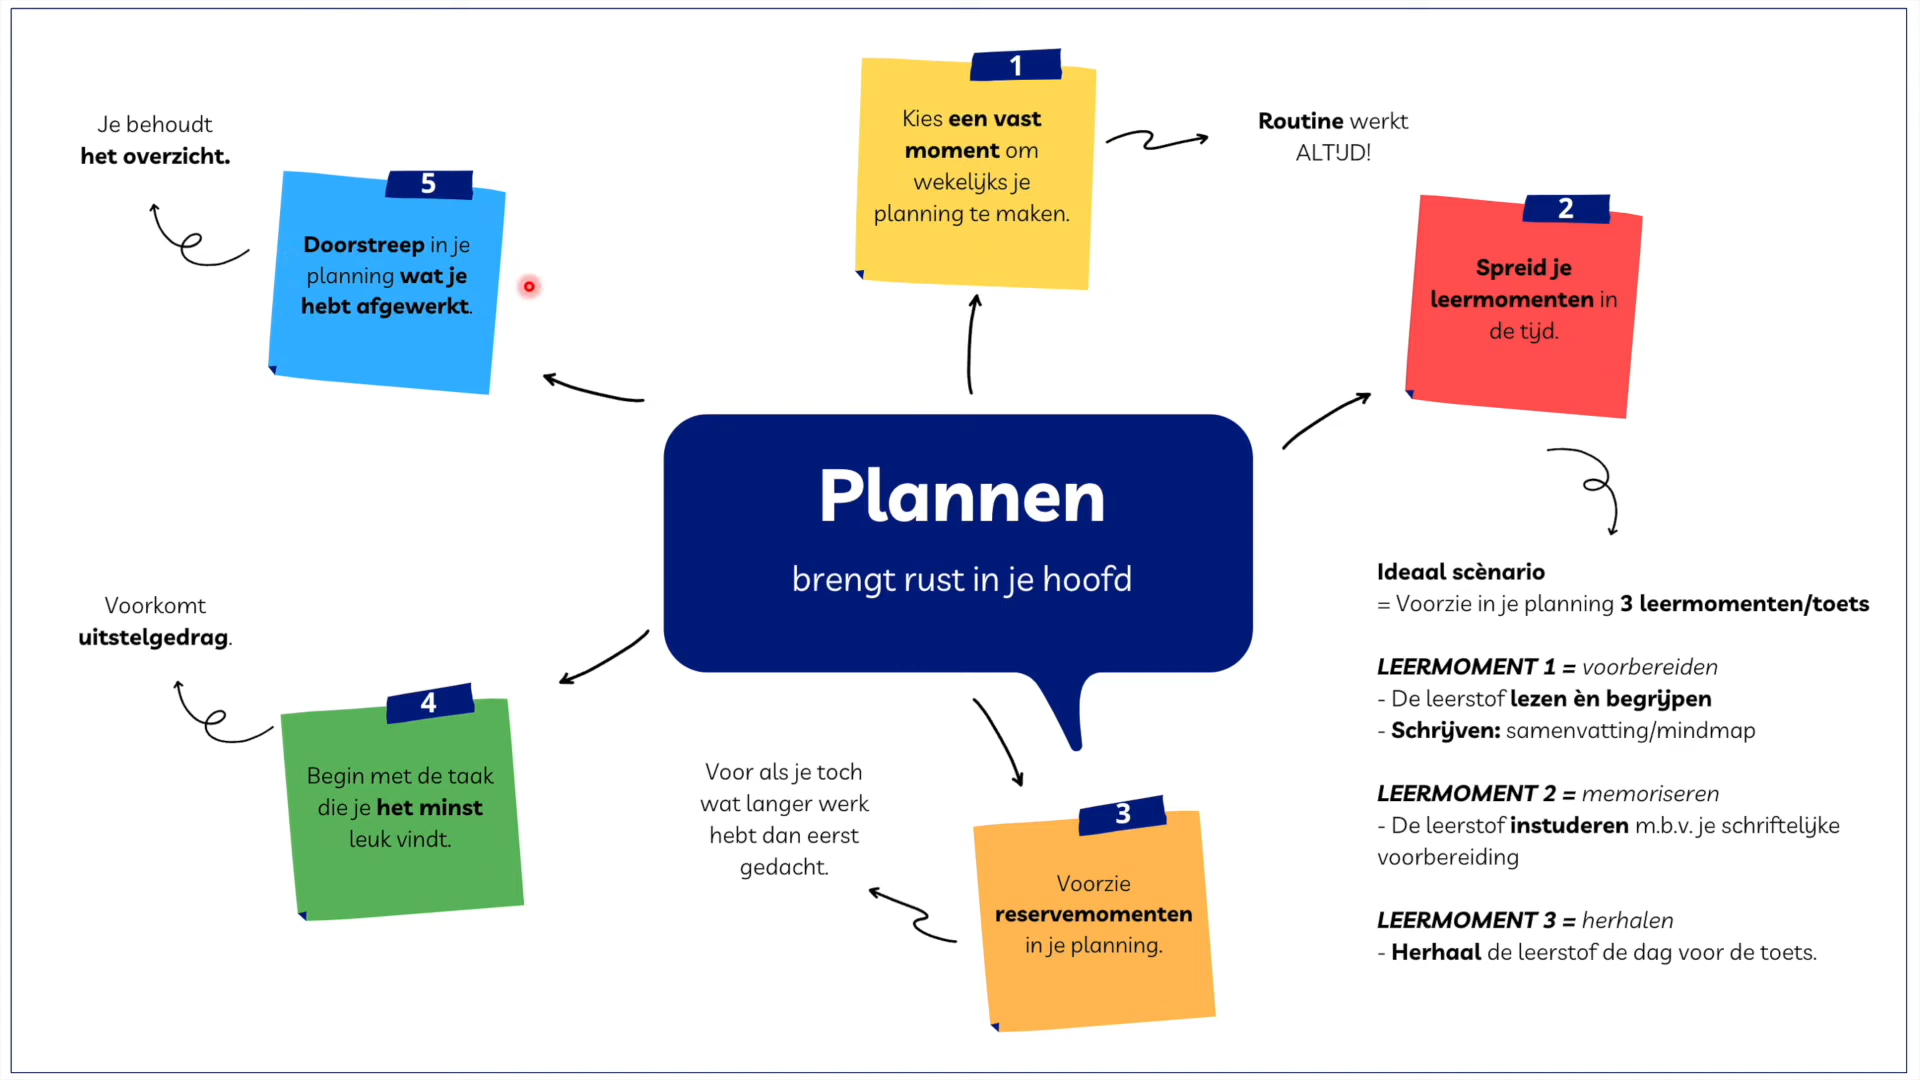 Plannen
brengt rust in je hoofd
1
Kies een vast
moment om
wekelijks je
planning te maken.
Routine werkt
ALTIJD!
2
Spreid je
leermomenten in
de tijd.
Ideaal scènario
= Voorzie in je planning 3 leermomenten/toets
LEERMOMENT 1 = voorbereiden
- De leerstof lezen èn begrijpen
- Schrijven: samenvatting/mindmap
LEERMOMENT 2 = memoriseren
- De leerstof instuderen m.b.v. je schriftelijke
voorbereiding
LEERMOMENT 3 = herhalen
- Herhaal de leerstof de dag voor de toets.
3
Voorzie
reservemomenten
in je planning.
Voor als je toch
wat langer werk
hebt dan eerst
gedacht.
4
Begin met de taak
die je het minst
leuk vindt.
Voorkomt
uitstelgedrag.
5
Doorstreep in je
planning wat je
hebt afgewerkt.
Je behoudt
het overzicht.